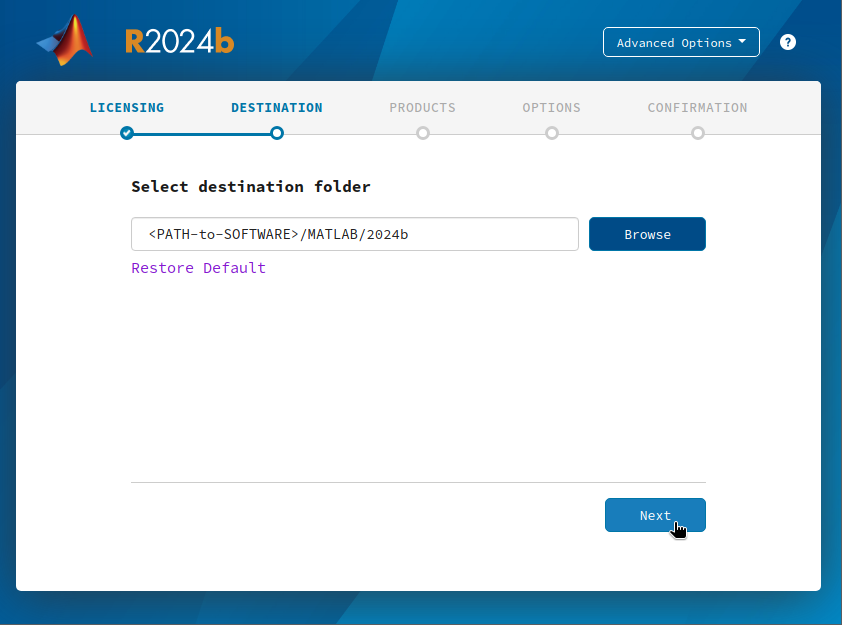 R2024b
Advanced Options
?
LICENSING DESTINATION PRODUCTS OPTIONS CONFIRMATION
Select destination folder
<PATH-to-SOFTWARE>/MATLAB/2024b
Browse
Restore Default
Next